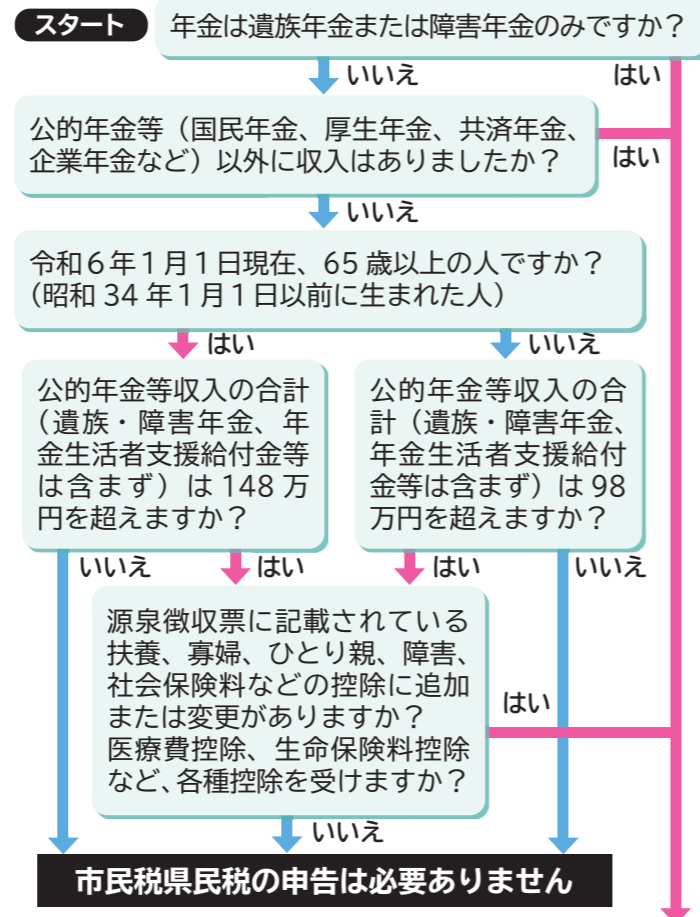 スタート
年金は遺族年金または障害年金のみですか？
いいえ
はい
公的年金等（国民年金、厚生年金、共済年金、
企業年金など）以外に収入はありましたか？
はい
いいえ
令和６年１月１日現在、65 歳以上の人ですか？
（昭和 34 年１月１日以前に生まれた人）
はい
いいえ
公的年金等収入の合計
（遺族・障害年金、年
金生活者支援給付金等
は含まず）は 148 万
円を超えますか？
公的年金等収入の合
計（遺族・障害年金、
年金生活者支援給付
金等は含まず）は 98
万円を超えますか？
いいえ
はい
はい
いいえ
源泉徴収票に記載されている
扶養、寡婦、ひとり親、障害、
社会保険料などの控除に追加
または変更がありますか？
医療費控除、生命保険料控除
など、各種控除を受けますか？
はい
いいえ
市民税県民税の申告は必要ありません